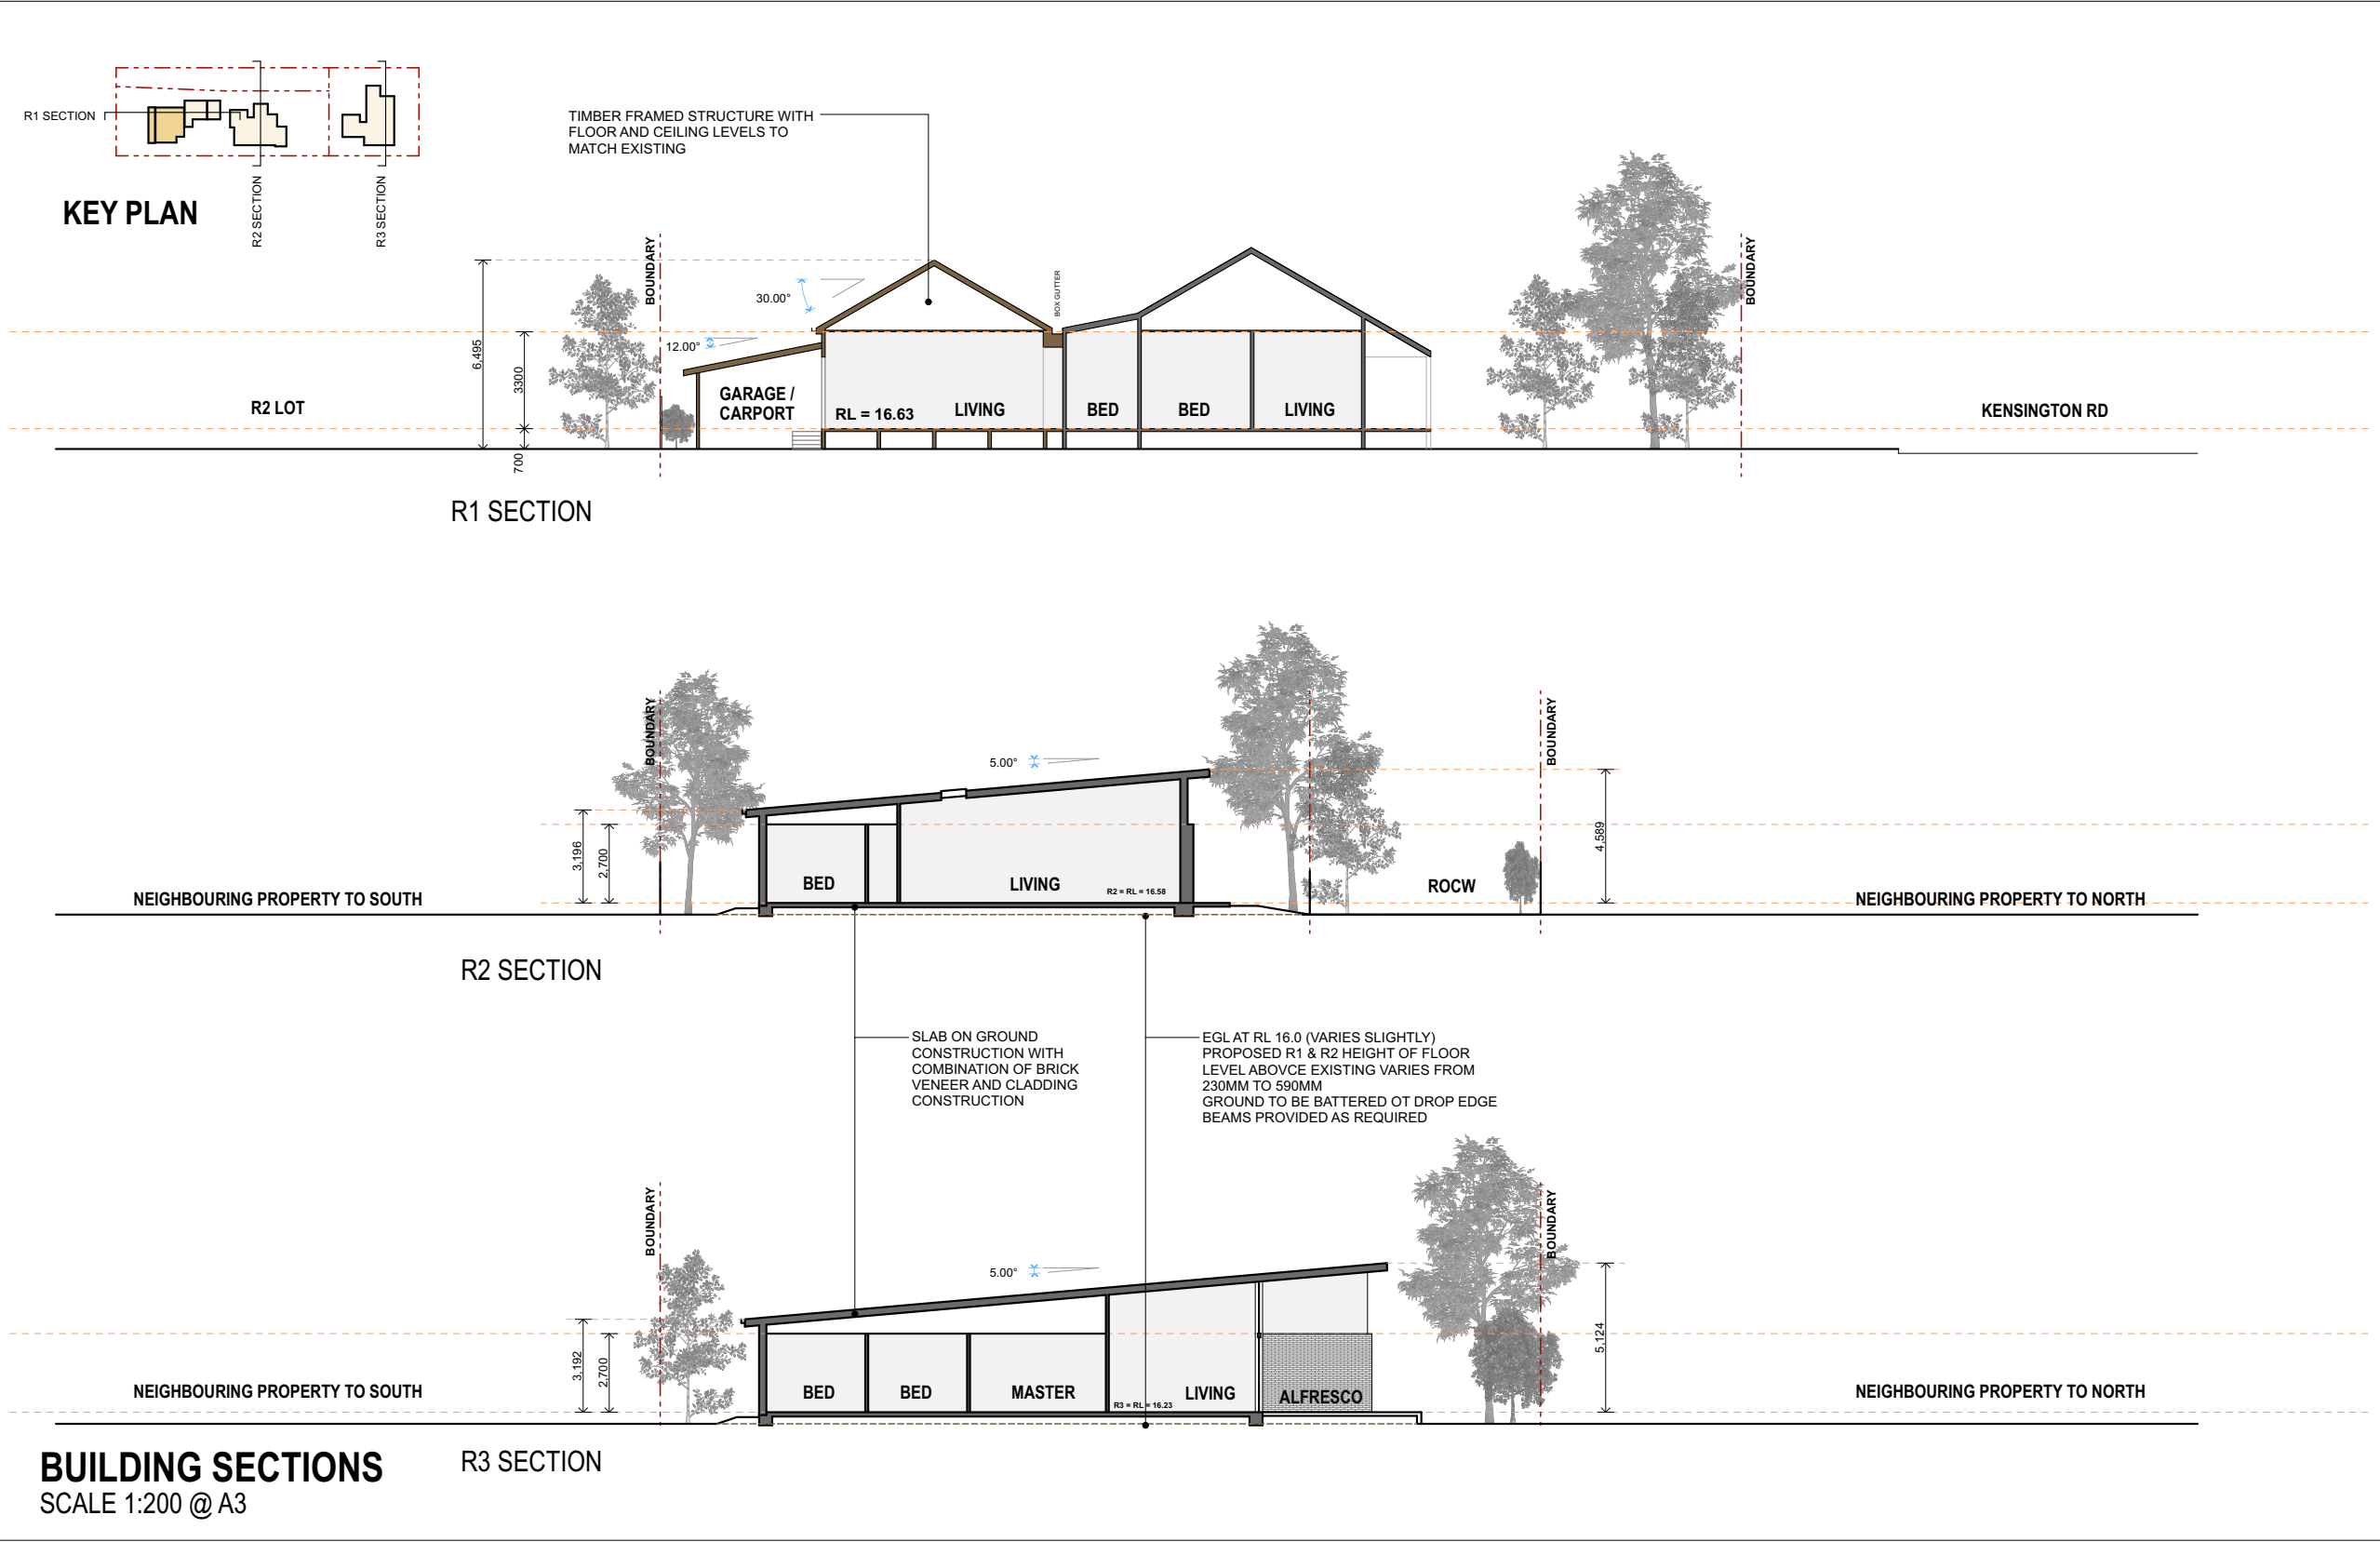 R1 SECTION
R2 SECTION
R3 SECTION
KEY PLAN
TIMBER FRAMED STRUCTURE WITH
FLOOR AND CEILING LEVELS TO
MATCH EXISTING
BOUNDARY
BOX GUTTER
BOUNDARY
30.00°
12.00°
6,495
3300
700
R2 LOT
GARAGE /
CARPORT
RL = 16.63
LIVING
BED
BED
LIVING
KENSINGTON RD
R1 SECTION
BOUNDARY
BOUNDARY
5.00°
3,196
2,700
4,589
BED
LIVING
R2 = RL = 16.58
ROCW
NEIGHBOURING PROPERTY TO SOUTH
NEIGHBOURING PROPERTY TO NORTH
R2 SECTION
SLAB ON GROUND
CONSTRUCTION WITH
COMBINATION OF BRICK
VENEER AND CLADDING
CONSTRUCTION
EGL AT RL 16.0 (VARIES SLIGHTLY)
PROPOSED R1 & R2 HEIGHT OF FLOOR
LEVEL ABOVCE EXISTING VARIES FROM
230MM TO 590MM
GROUND TO BE BATTERED OT DROP EDGE
BEAMS PROVIDED AS REQUIRED
BOUNDARY
BOUNDARY
5.00°
3,192
2,700
5,124
NEIGHBOURING PROPERTY TO SOUTH
BED
BED
MASTER
LIVING
ALFRESCO
R3 = RL = 16.23
NEIGHBOURING PROPERTY TO NORTH
R3 SECTION
BUILDING SECTIONS
SCALE 1:200 @ A3